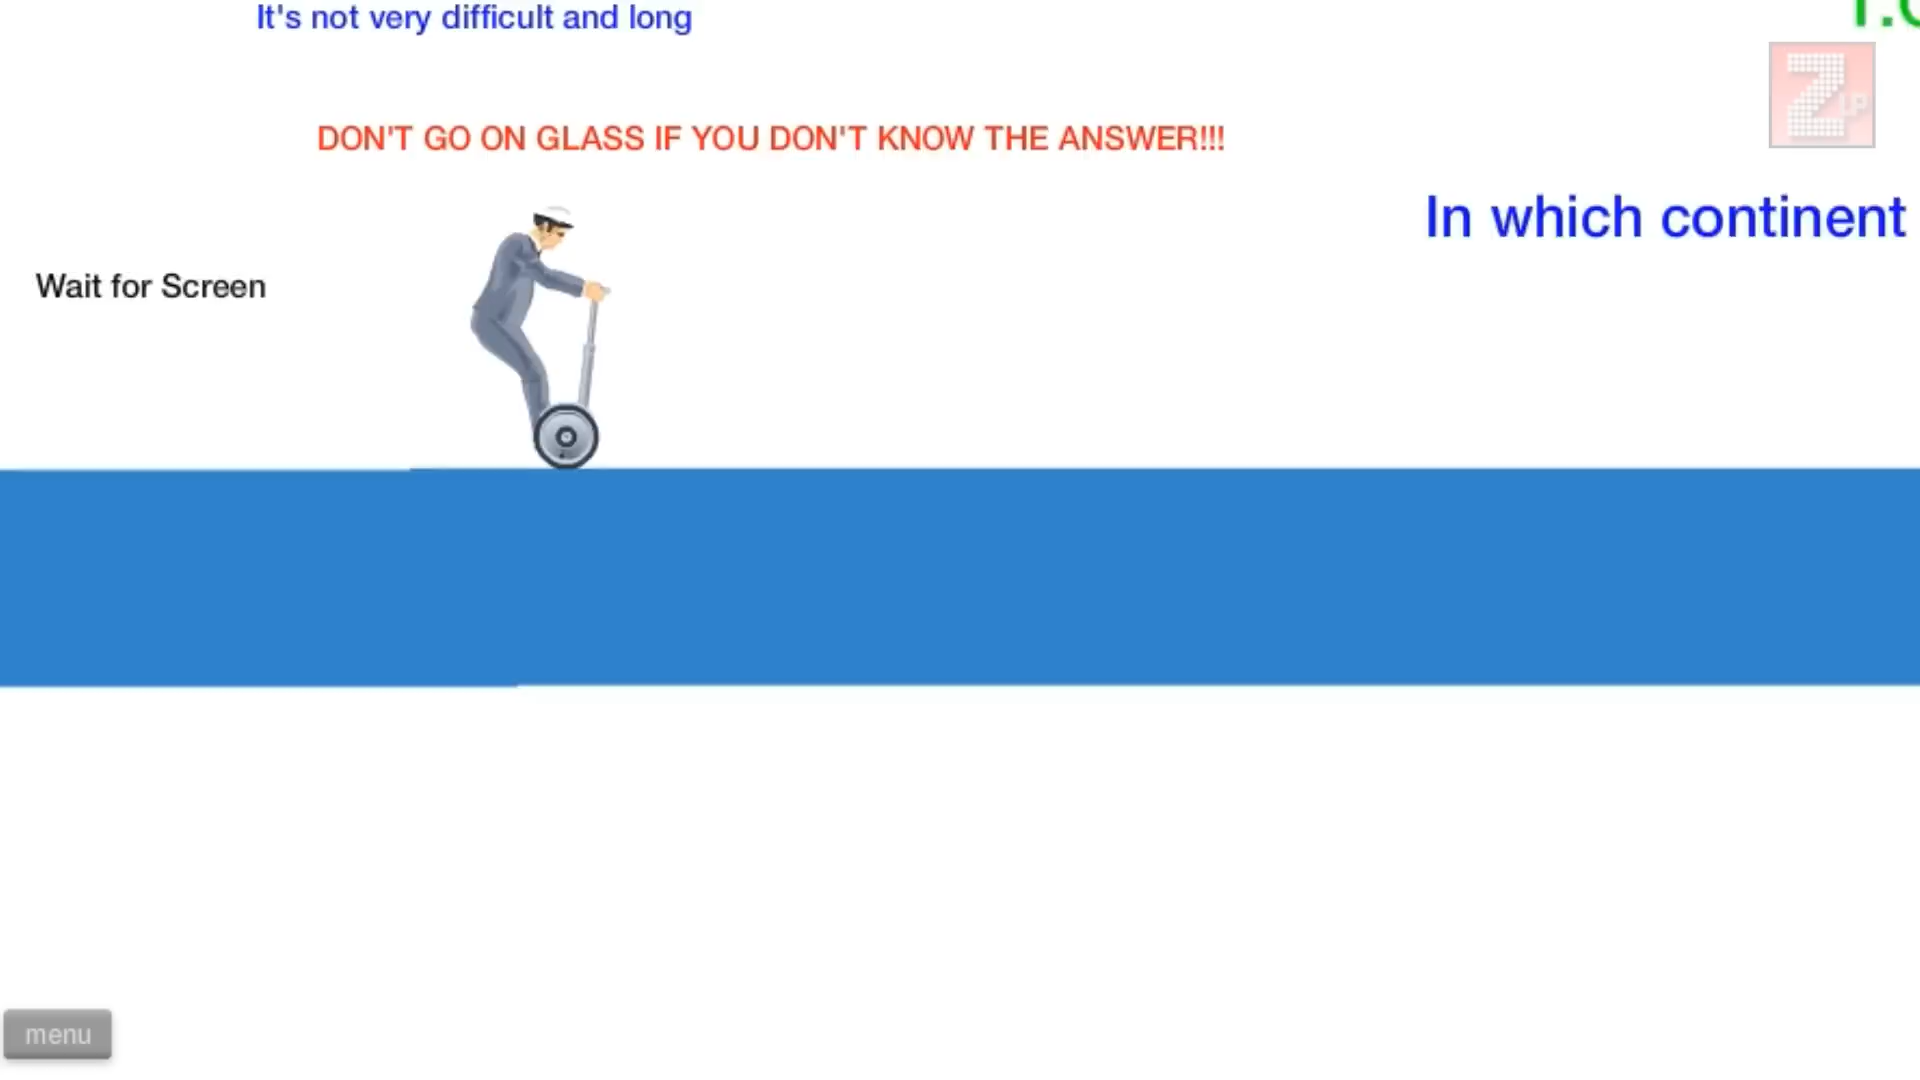 It's not very difficult and long
DON'T GO ON GLASS IF YOU DON'T KNOW THE ANSWER!!!
In which continent
Wait for Screen
menu